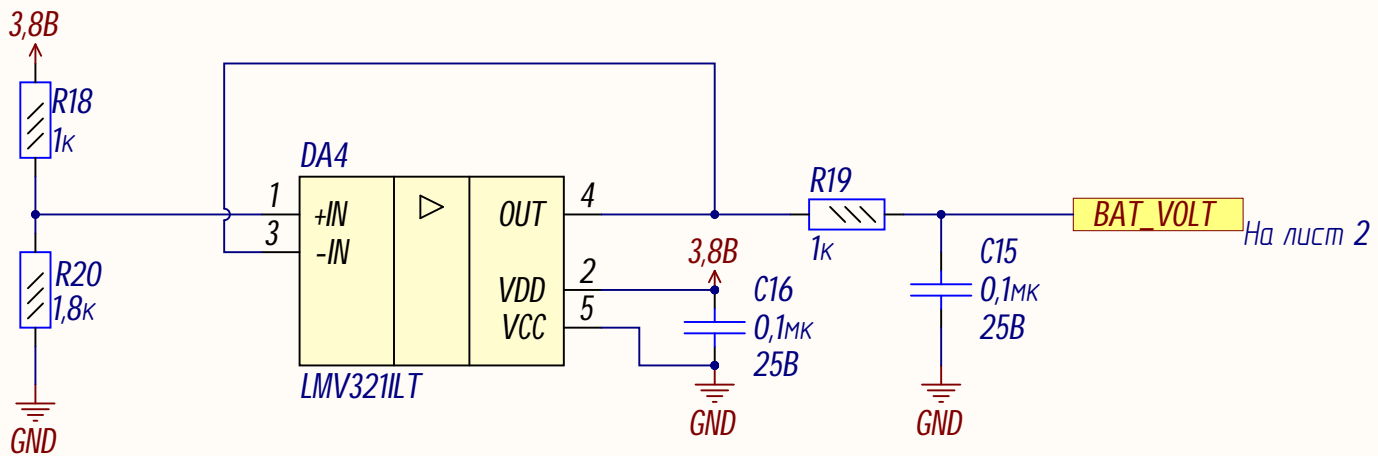 3,8В
R18
1к
R20
1,8к
GND
DA4
1
+IN
3
-IN
OUT
4
VDD
2
VCC
5
LMV321ILT
3,8В
C16
0,1мк
25В
GND
R19
1к
C15
0,1мк
25В
GND
BAT_VOLT
На лист 2